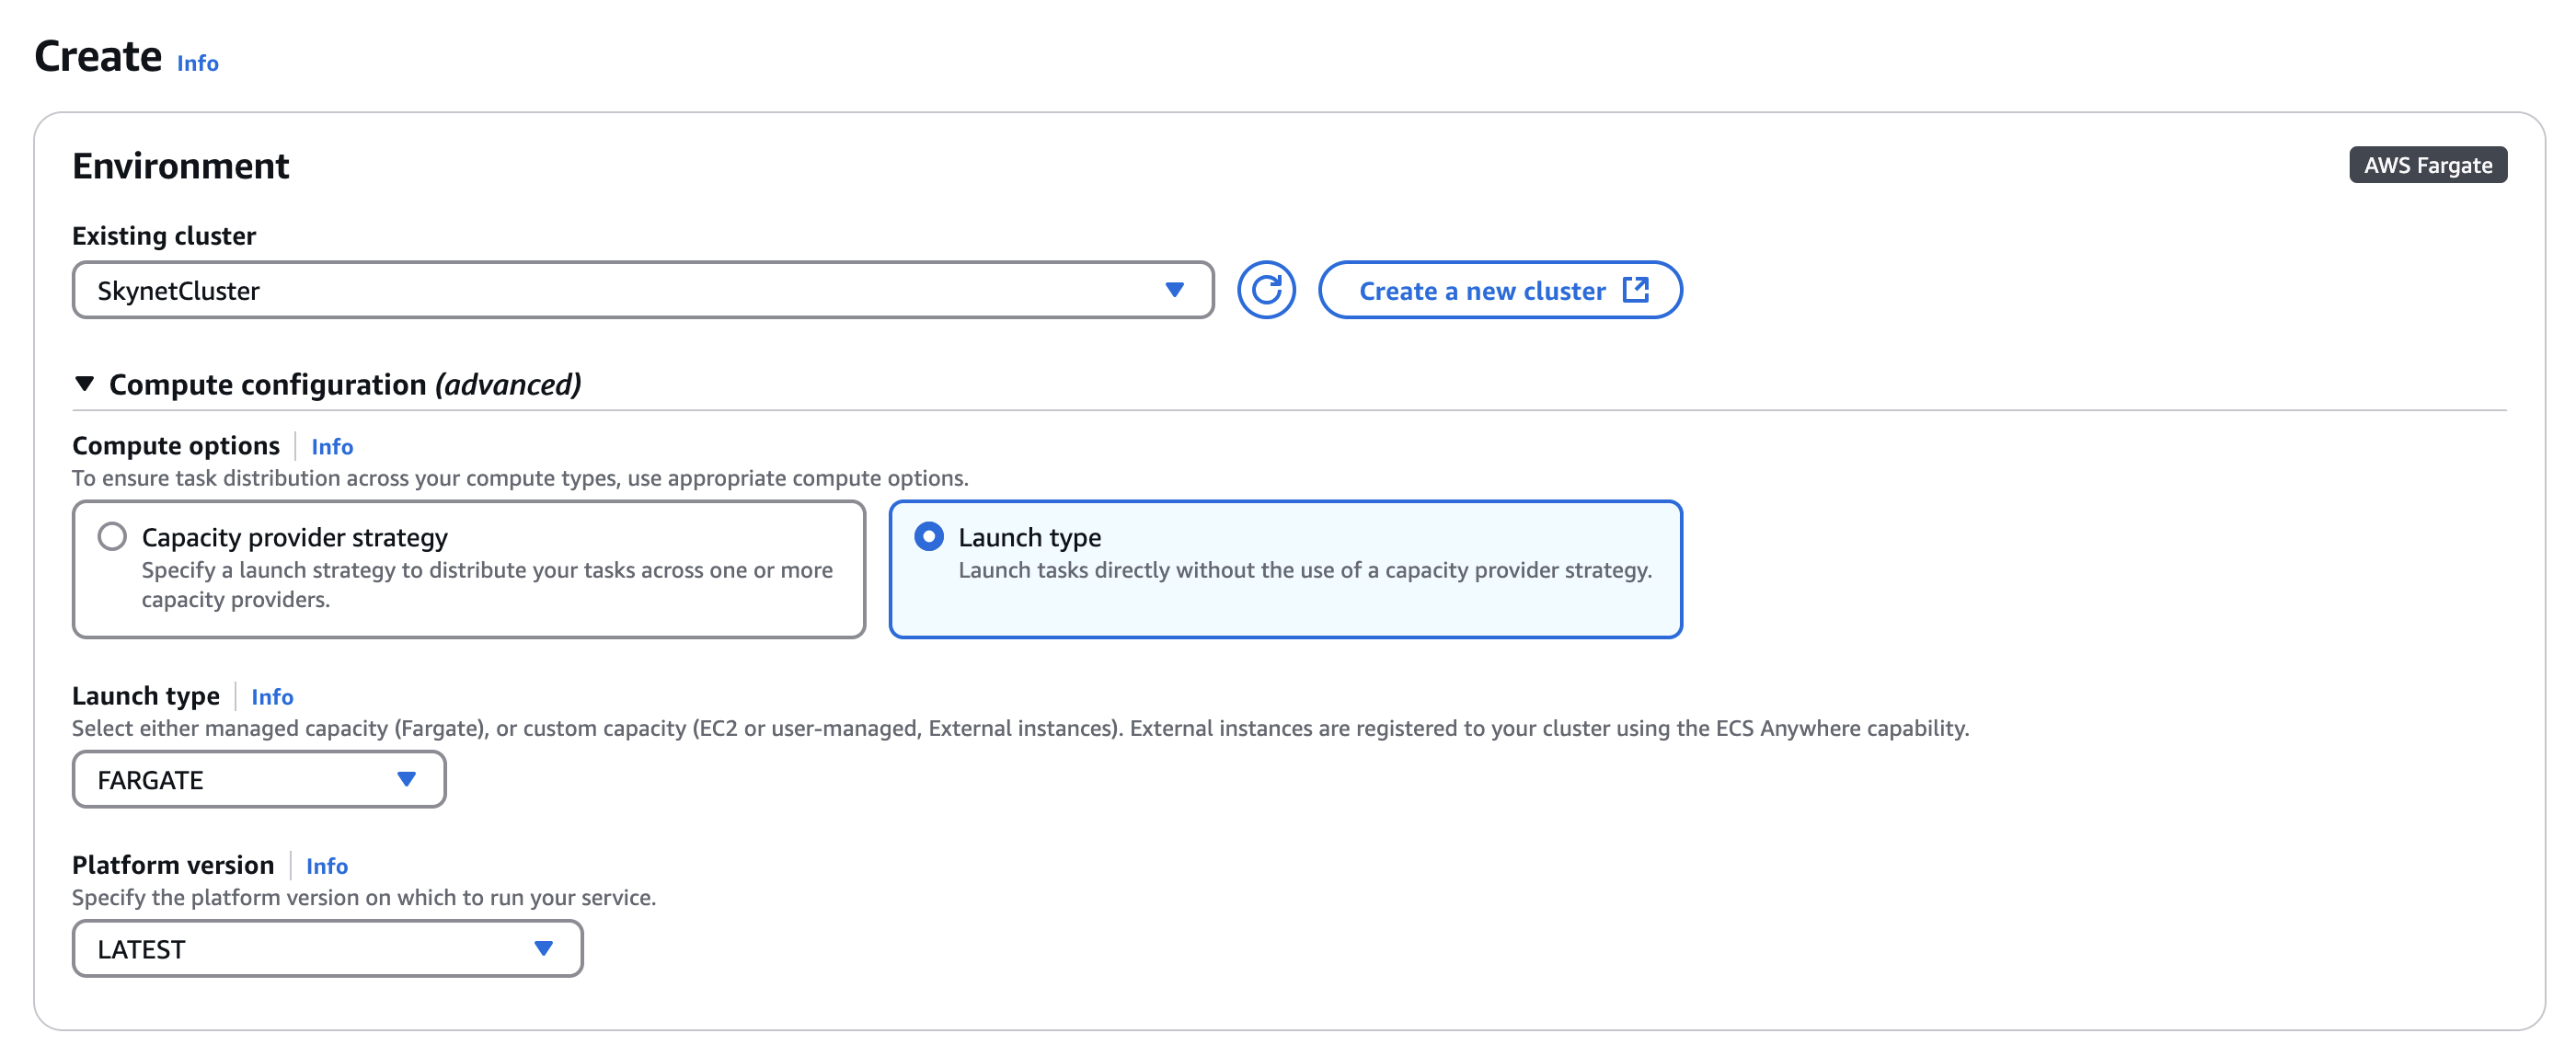 Create Info
Environment
AWS Fargate
Existing cluster
SkynetCluster
Create a new cluster
Compute configuration (advanced)
Compute options Info
To ensure task distribution across your compute types, use appropriate compute options.
Capacity provider strategy
Specify a launch strategy to distribute your tasks across one or more
capacity providers.
Launch type
Launch tasks directly without the use of a capacity provider strategy.
Launch type Info
Select either managed capacity (Fargate), or custom capacity (EC2 or user-managed, External instances). External instances are registered to your cluster using the ECS Anywhere capability.
FARGATE
Platform version Info
Specify the platform version on which to run your service.
LATEST